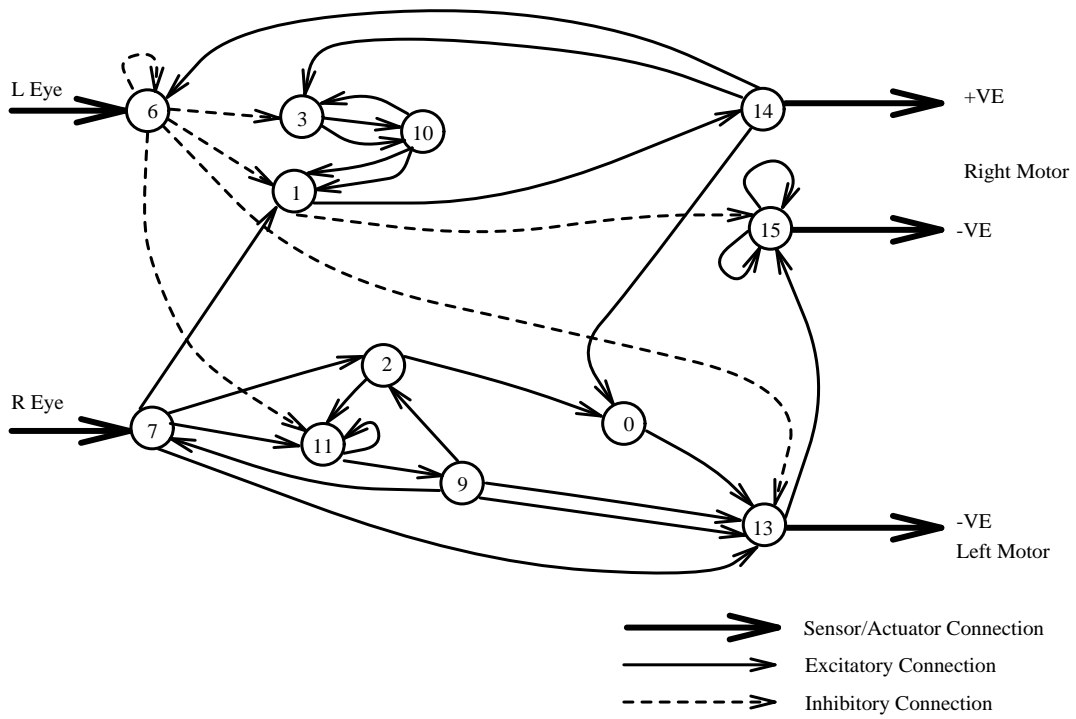 L Eye
6
3
10
1
14
+VE
Right Motor
15
-VE
R Eye
7
2
11
9
0
13
-VE
Left Motor
Sensor/Actuator Connection
Excitatory Connection
Inhibitory Connection